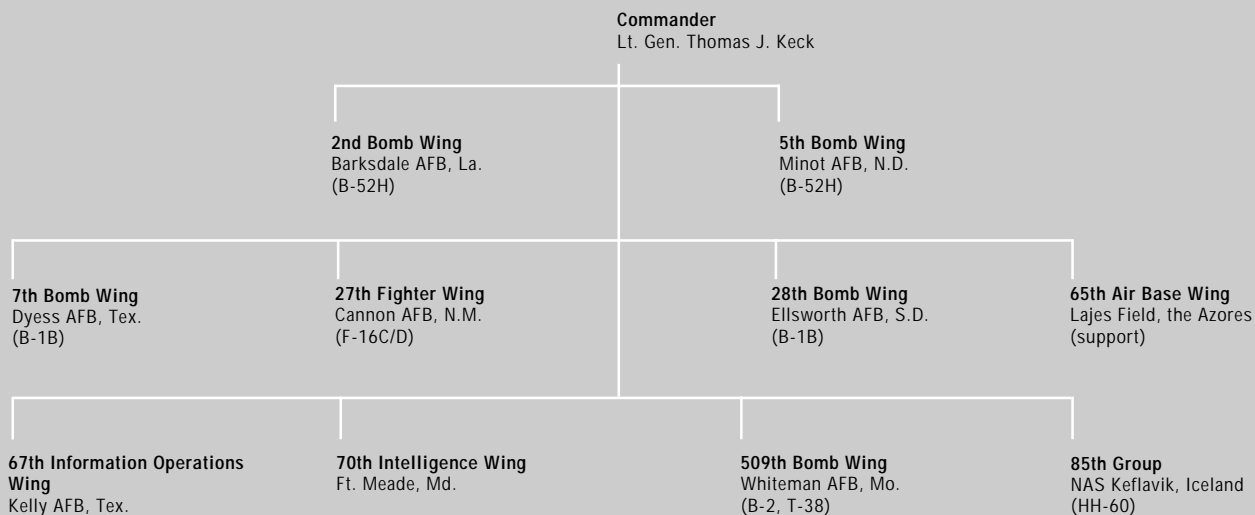 Commander
Lt. Gen. Thomas J. Keck
2nd Bomb Wing
Barksdale AFB, La.
(B-52H)
5th Bomb Wing
Minot AFB, N.D.
(B-52H)
7th Bomb Wing
Dyess AFB, Tex.
(B-1B)
27th Fighter Wing
Cannon AFB, N.M.
(F-16C/D)
28th Bomb Wing
Ellsworth AFB, S.D.
(B-1B)
65th Air Base Wing
Lajes Field, the Azores
(support)
67th Information Operations
Wing
Kelly AFB, Tex.
70th Intelligence Wing
Ft. Meade, Md.
509th Bomb Wing
Whiteman AFB, Mo.
(B-2, T-38)
85th Group
NAS Keflavik, Iceland
(HH-60)